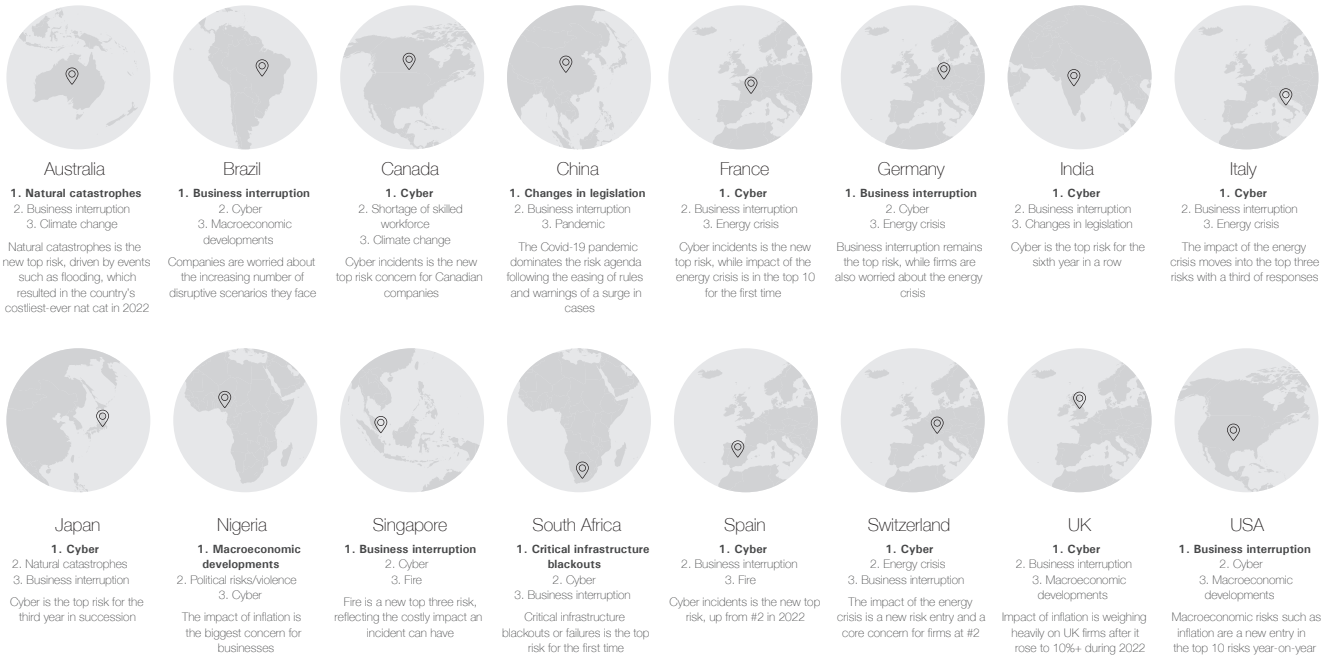 Australia
1. Natural catastrophes
2. Business interruption
3. Climate change
Natural catastrophes is the
new top risk, driven by events
such as flooding, which
resulted in the country's
costliest-ever nat cat in 2022
Brazil
1. Business interruption
2. Cyber
3. Macroeconomic
developments
Companies are worried about
the increasing number of
disruptive scenarios they face
Canada
1. Cyber
2. Shortage of skilled
workforce
3. Climate change
Cyber incidents is the new
top risk concern for Canadian
companies
China
1. Changes in legislation
2. Business interruption
3. Pandemic
The Covid-19 pandemic
dominates the risk agenda
following the easing of rules
and warnings of a surge in
cases
France
1. Cyber
2. Business interruption
3. Energy crisis
Cyber incidents is the new
top risk, while impact of the
energy crisis is in the top 10
for the first time
Germany
1. Business interruption
2. Cyber
3. Energy crisis
Business interruption remains
the top risk, while firms are
also worried about the energy
crisis
India
1. Cyber
2. Business interruption
3. Changes in legislation
Cyber is the top risk for the
sixth year in a row
Italy
1. Cyber
2. Business interruption
3. Energy crisis
The impact of the energy
crisis moves into the top three
risks with a third of responses
Japan
1. Cyber
2. Natural catastrophes
3. Business interruption
Cyber is the top risk for the
third year in succession
Nigeria
1. Macroeconomic
developments
2. Political risks/violence
3. Cyber
The impact of inflation is
the biggest concern for
businesses
Singapore
1. Business interruption
2. Cyber
3. Fire
Fire is a new top three risk,
reflecting the costly impact an
incident can have
South Africa
1. Critical infrastructure
blackouts
2. Cyber
3. Business interruption
Critical infrastructure
blackouts or failures is the top
risk for the first time
Spain
1. Cyber
2. Business interruption
3. Fire
Cyber incidents is the new top
risk, up from #2 in 2022
Switzerland
1. Cyber
2. Energy crisis
3. Business interruption
The impact of the energy
crisis is a new risk entry and a
core concern for firms at #2
UK
1. Cyber
2. Business interruption
3. Macroeconomic
developments
Impact of inflation is weighing
heavily on UK firms after it
rose to 10%+ during 2022
USA
1. Business interruption
2. Cyber
3. Macroeconomic
developments
Macroeconomic risks such as
inflation are a new entry in
the top 10 risks year-on-year